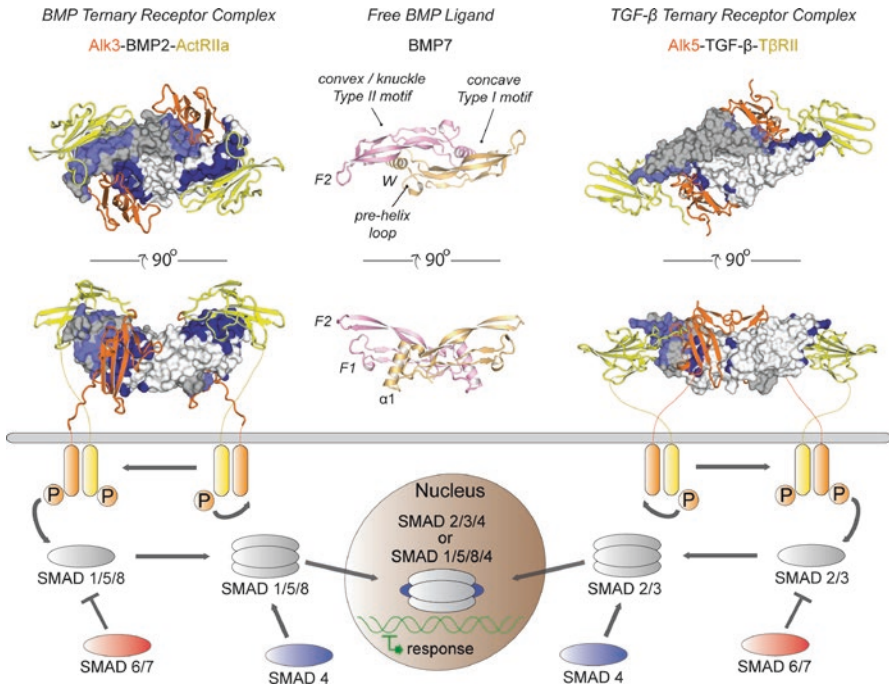 BMP Ternary Receptor Complex
Alk3-BMP2-ActRIIa
Free BMP Ligand
BMP7
TGF-β Ternary Receptor Complex
Alk5-TGF-β-TβRII
convex / knuckle
Type II motif
concave
Type I motif
F2
W
pre-helix
loop
90°
90°
90°
F2
F1
α1
P
P
P
P
P
P
SMAD 1/5/8
SMAD 1/5/8
SMAD 6/7
SMAD 4
Nucleus
SMAD 2/3/4
or
SMAD 1/5/8/4
response
SMAD 2/3
SMAD 2/3
SMAD 4
SMAD 6/7